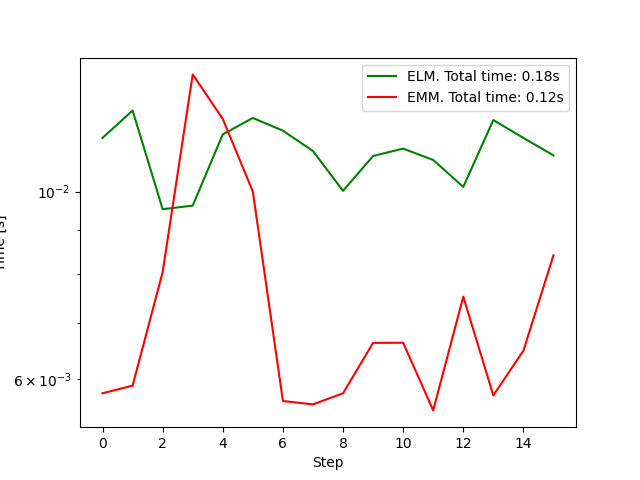 ELM. Total time: 0.18s
EMM. Total time: 0.12s
10⁻²
6 × 10⁻³
Time [s]
0 2 4 6 8 10 12 14
Step